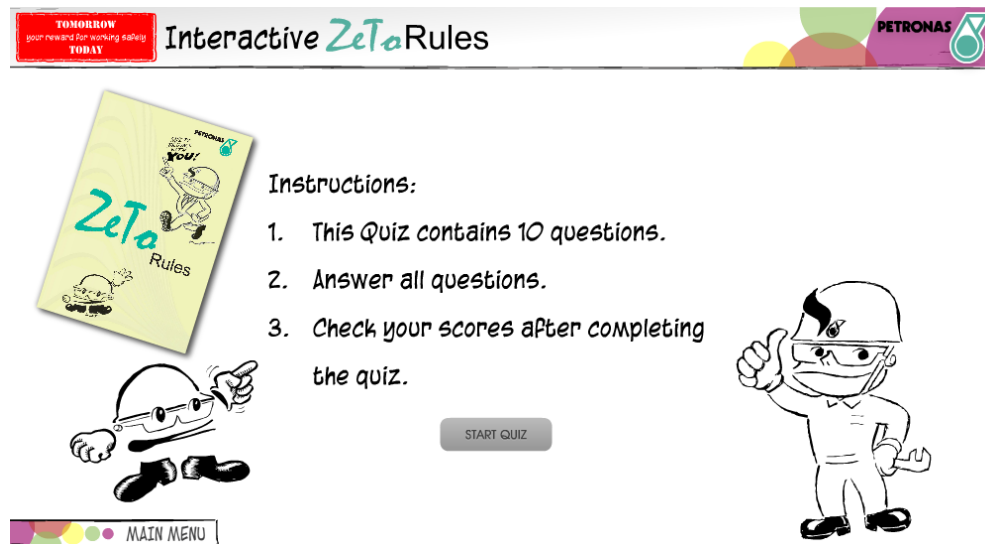 TOMORROW
your reward for working safely
TODAY
Interactive ZeTo Rules
PETRONAS
PETRONAS
YOU!
ZeTo
Rules
Instructions:
1. This Quiz contains 10 questions.
2. Answer all questions.
3. Check your scores after completing
the quiz.
START QUIZ
MAIN MENU